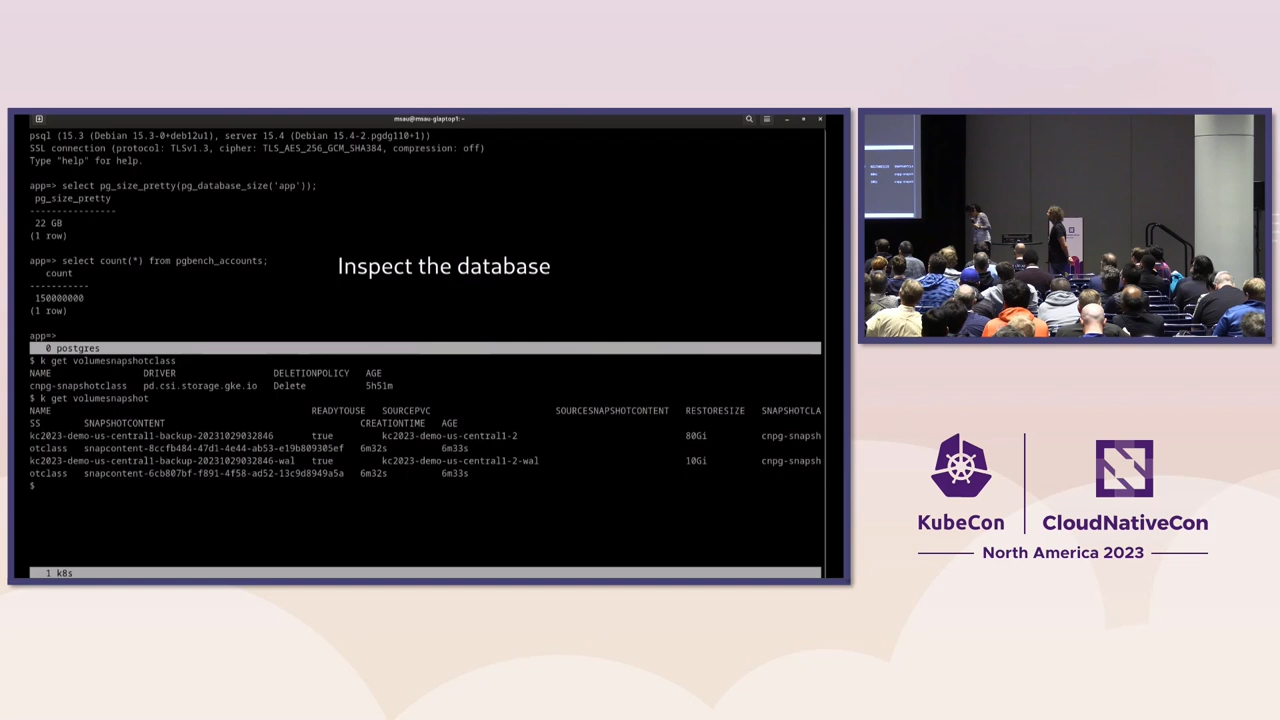 msau@msau-glaptop1:~
psql (15.3 (Debian 15.3-0+deb12u1), server 15.4 (Debian 15.4-2.pgdg110+1))
SSL connection (protocol: TLSv1.3, cipher: TLS_AES_256_GCM_SHA384, compression: off)
Type "help" for help.
app=> select pg_size_pretty(pg_database_size('app'));
pg_size_pretty
----------------
22 GB
(1 row)
app=> select count(*) from pgbench_accounts;
count
-----------
150000000
(1 row)
app=>
Inspect the database
0 postgres
$ k get volumesnapshotclass
NAME DRIVER DELETIONPOLICY AGE
cnpg-snapshotclass pd.csi.storage.gke.io Delete 5h51m
$ k get volumesnapshot
NAME READYTOUSE SOURCEPVC SOURCESNAPSHOTCONTENT RESTORESIZE SNAPSHOTCLA
SS SNAPSHOTCONTENT CREATIONTIME AGE
kc2023-demo-us-central1-backup-20231029032846 true kc2023-demo-us-central1-2 80Gi cnpg-snapsh
otclass snapcontent-8ccfb484-47d1-4e44-ab53-e19b809305ef 6m32s 6m33s
kc2023-demo-us-central1-backup-20231029032846-wal true kc2023-demo-us-central1-2-wal 10Gi cnpg-snapsh
otclass snapcontent-6cb807bf-f891-4f58-ad52-13c9d8949a5a 6m32s 6m33s
$
1 k8s
KubeCon
CloudNativeCon
North America 2023